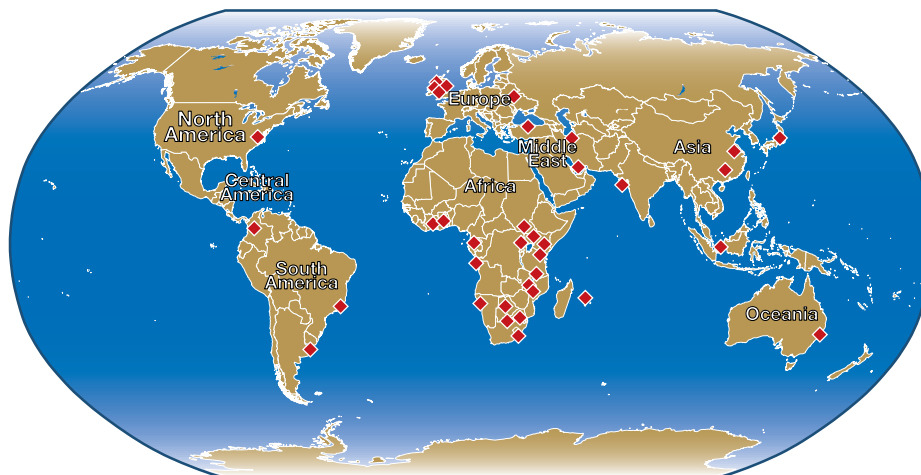 North
America
Central
America
South
America
Europe
Africa
Middle
East
Asia
Oceania